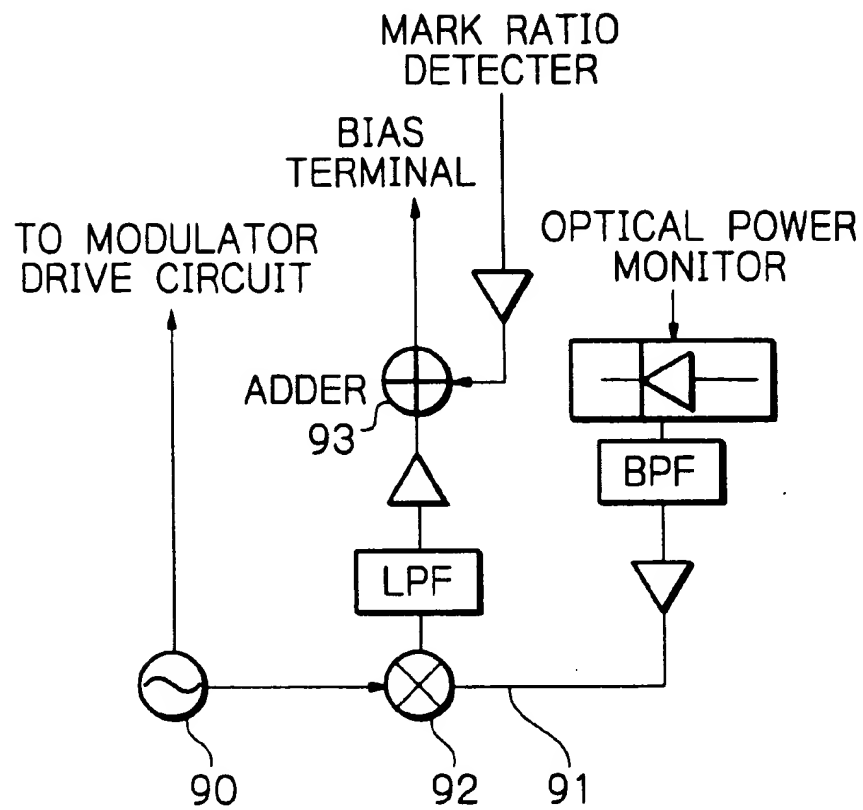 MARK RATIO
DETECTER
BIAS
TERMINAL
TO MODULATOR
DRIVE CIRCUIT
OPTICAL POWER
MONITOR
ADDER
93
BPF
LPF
90
92
91